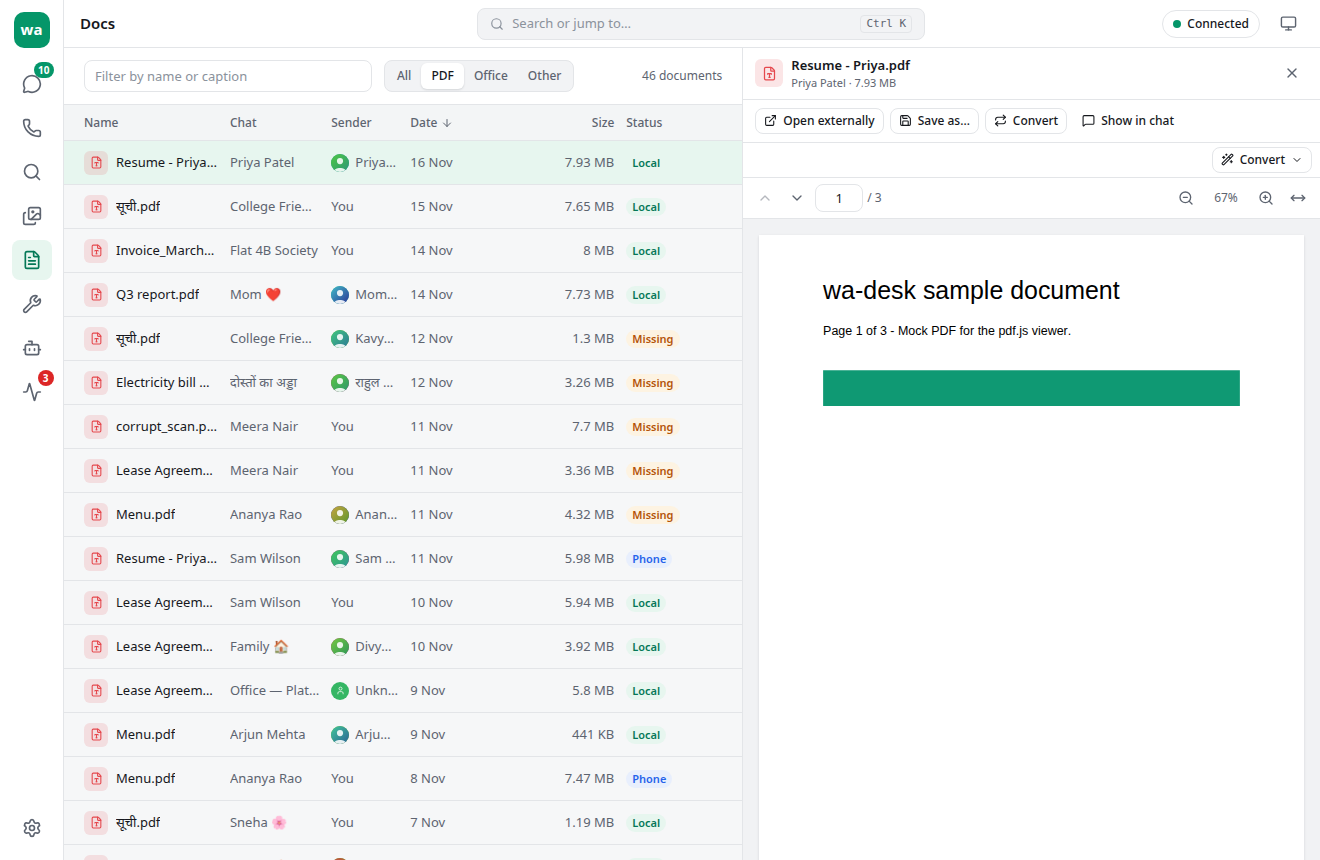 wa
Docs
Search or jump to...
Ctrl K
Connected
10
3
Filter by name or caption
All PDF Office Other
46 documents
Name Chat Sender Date Size Status
Resume - Priya... Priya Patel Priya... 16 Nov 7.93 MB Local
सूची.pdf College Frie... You 15 Nov 7.65 MB Local
Invoice_March... Flat 4B Society You 14 Nov 8 MB Local
Q3 report.pdf Mom ❤️ Mom... 14 Nov 7.73 MB Local
सूची.pdf College Frie... Kavy... 12 Nov 1.3 MB Missing
Electricity bill ... दोस्तों का अड्डा राहुल ... 12 Nov 3.26 MB Missing
corrupt_scan.p... Meera Nair You 11 Nov 7.7 MB Missing
Lease Agreem... Meera Nair You 11 Nov 3.36 MB Missing
Menu.pdf Ananya Rao Anan... 11 Nov 4.32 MB Missing
Resume - Priya... Sam Wilson Sam ... 11 Nov 5.98 MB Phone
Lease Agreem... Sam Wilson You 10 Nov 5.94 MB Local
Lease Agreem... Family 🏠 Divy... 10 Nov 3.92 MB Local
Lease Agreem... Office — Plat... Unkn... 9 Nov 5.8 MB Local
Menu.pdf Arjun Mehta Arju... 9 Nov 441 KB Local
Menu.pdf Ananya Rao You 8 Nov 7.47 MB Phone
सूची.pdf Sneha 🌸 You 7 Nov 1.19 MB Local
Resume - Priya.pdf
Priya Patel · 7.93 MB
Open externally Save as... Convert Show in chat
Convert
1 / 3 67%
wa-desk sample document
Page 1 of 3 - Mock PDF for the pdf.js viewer.